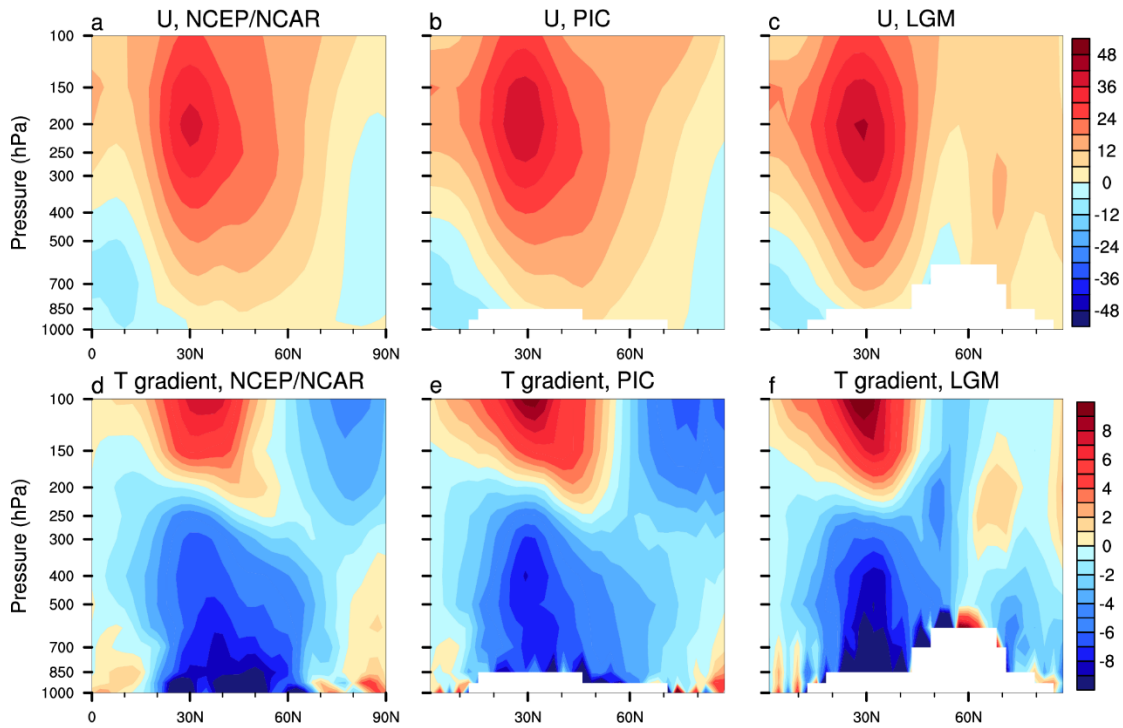 a U, NCEP/NCAR
b U, PIC
c U, LGM
Pressure (hPa)
100
150
200
250
300
400
500
700
850
1000
0 30N 60N 90N
30N 60N
30N 60N
48
36
24
12
0
-12
-24
-36
-48
d T gradient, NCEP/NCAR
e T gradient, PIC
f T gradient, LGM
Pressure (hPa)
100
150
200
250
300
400
500
700
850
1000
0 30N 60N 90N
30N 60N
30N 60N
8
6
4
2
0
-2
-4
-6
-8